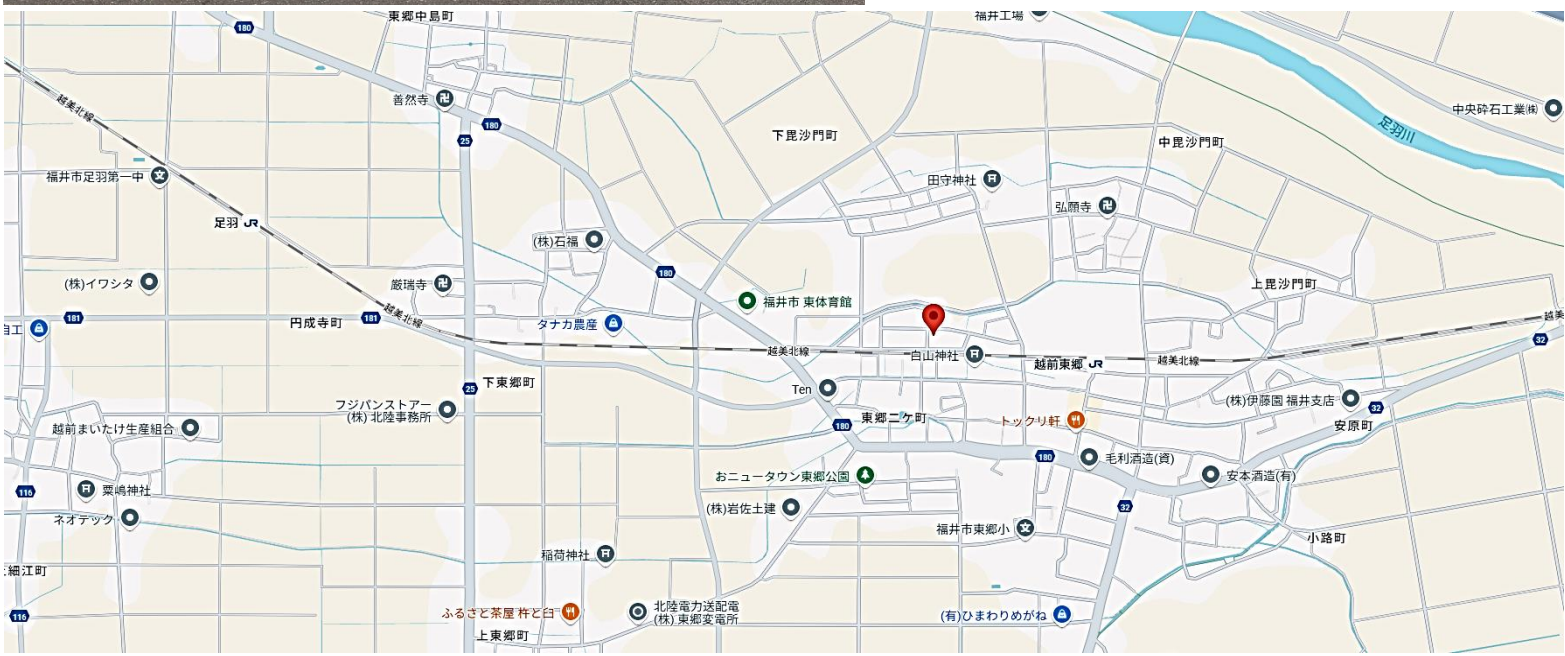 東郷中島町
福井工場
180
越美北線
善然寺
180
25
下毘沙門町
中央砕石工業㈱
足羽川
中毘沙門町
福井市足羽第一中
田守神社
弘願寺
足羽 JR
(株)石福
180
(株)イワシタ
厳瑞寺
福井市 東体育館
上毘沙門町
自工
181
円成寺町
181
越美北線
タナカ農産
越美北線
白山神社
越前東郷 JR
越美北線
越美
32
下東郷町
25
フジパンストアー
(株) 北陸事務所
Ten
(株)伊藤園 福井支店
32
越前まいたけ生産組合
180
東郷二ケ町
トックリ軒
安原町
180
毛利酒造(資)
おニュータウン東郷公園
安本酒造(有)
116
粟嶋神社
(株)岩佐土建
32
ネオテック
福井市東郷小
小路町
稲荷神社
細江町
116
ふるさと茶屋 杵と臼
北陸電力送配電
(株) 東郷変電所
(有)ひまわりめがね
上東郷町